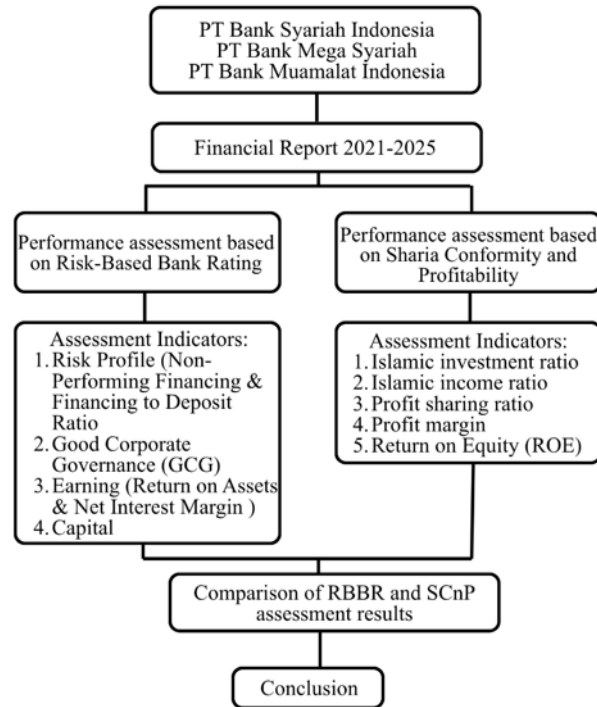 PT Bank Syariah Indonesia
PT Bank Mega Syariah
PT Bank Muamalat Indonesia
Financial Report 2021-2025
Performance assessment based
on Risk-Based Bank Rating
Performance assessment based
on Sharia Conformity and
Profitability
Assessment Indicators:
1. Risk Profile (Non-
Performing Financing &
Financing to Deposit
Ratio
2. Good Corporate
Governance (GCG)
3. Earning (Return on Assets
& Net Interest Margin )
4. Capital
Assessment Indicators:
1. Islamic investment ratio
2. Islamic income ratio
3. Profit sharing ratio
4. Profit margin
5. Return on Equity (ROE)
Comparison of RBBR and SCnP
assessment results
Conclusion